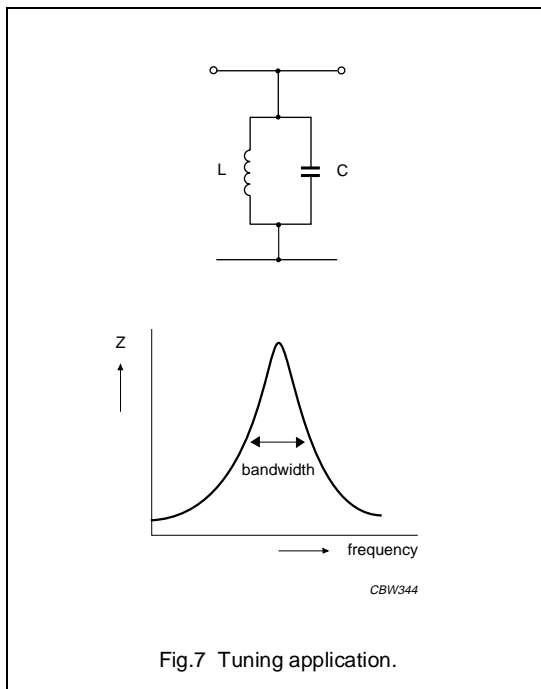 L
C
Z
bandwidth
frequency
CBW344
Fig.7 Tuning application.